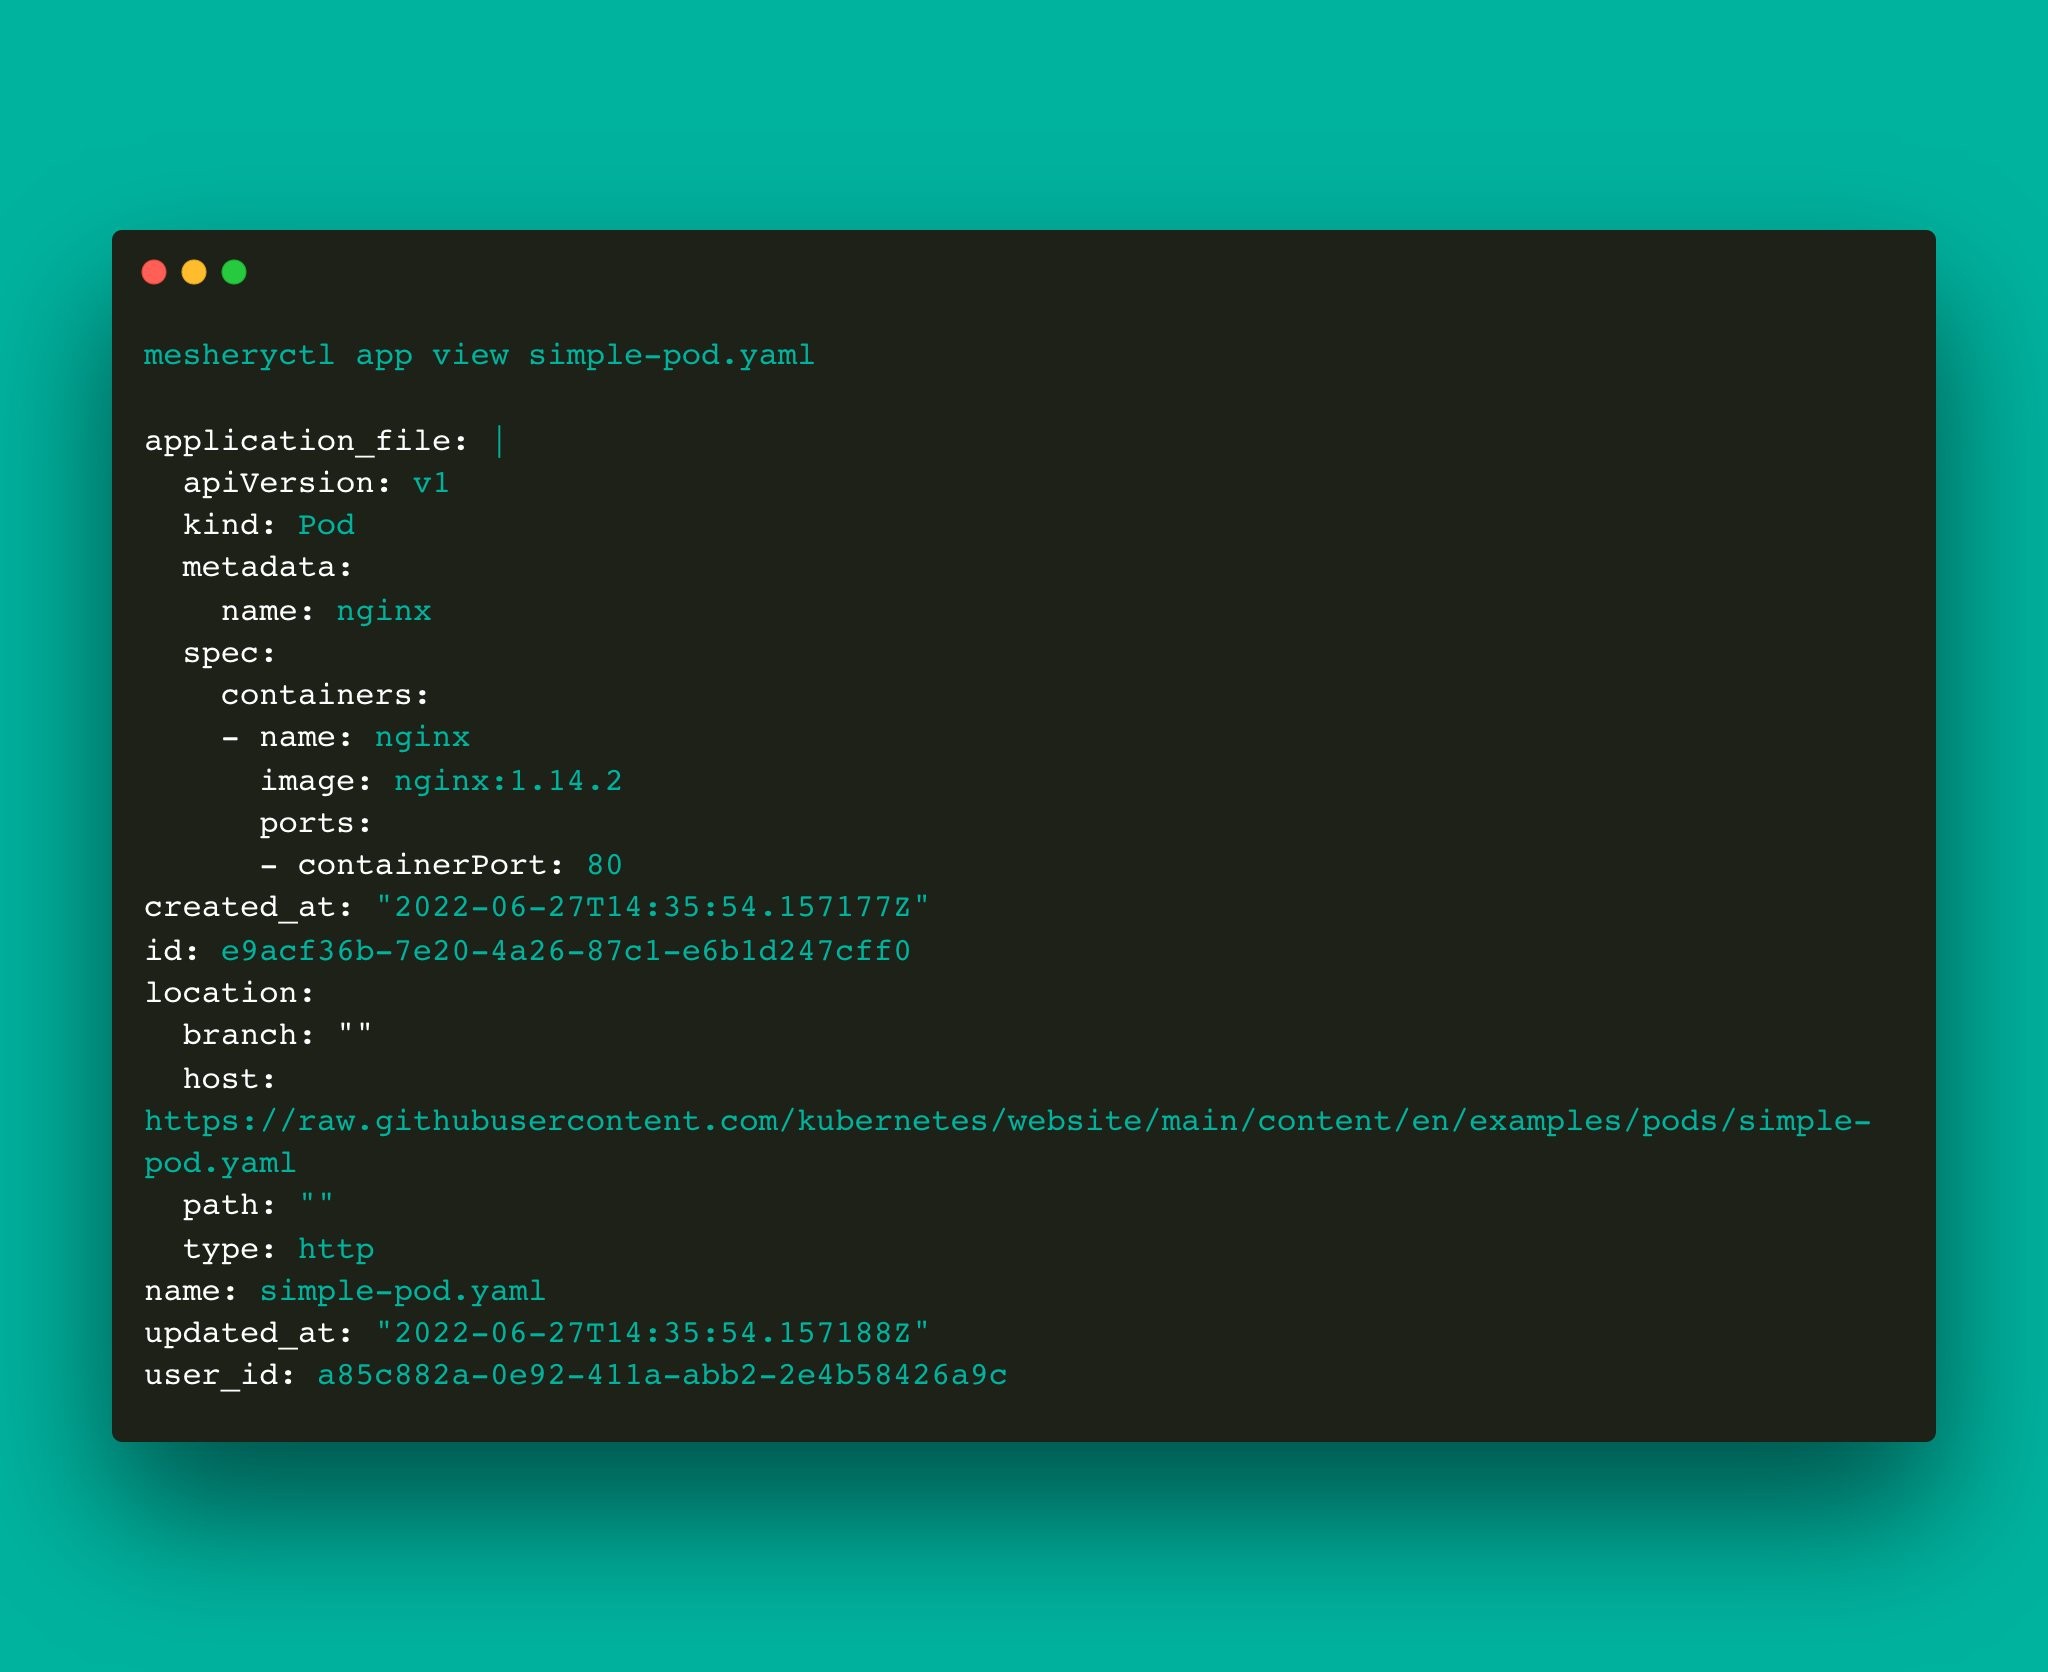 mesheryctl app view simple-pod.yaml

application_file: |
  apiVersion: v1
  kind: Pod
  metadata:
    name: nginx
  spec:
    containers:
    - name: nginx
      image: nginx:1.14.2
      ports:
      - containerPort: 80
created_at: "2022-06-27T14:35:54.157177Z"
id: e9acf36b-7e20-4a26-87c1-e6b1d247cff0
location:
  branch: ""
  host:
https://raw.githubusercontent.com/kubernetes/website/main/content/en/examples/pods/simple-
pod.yaml
  path: ""
  type: http
name: simple-pod.yaml
updated_at: "2022-06-27T14:35:54.157188Z"
user_id: a85c882a-0e92-411a-abb2-2e4b58426a9c